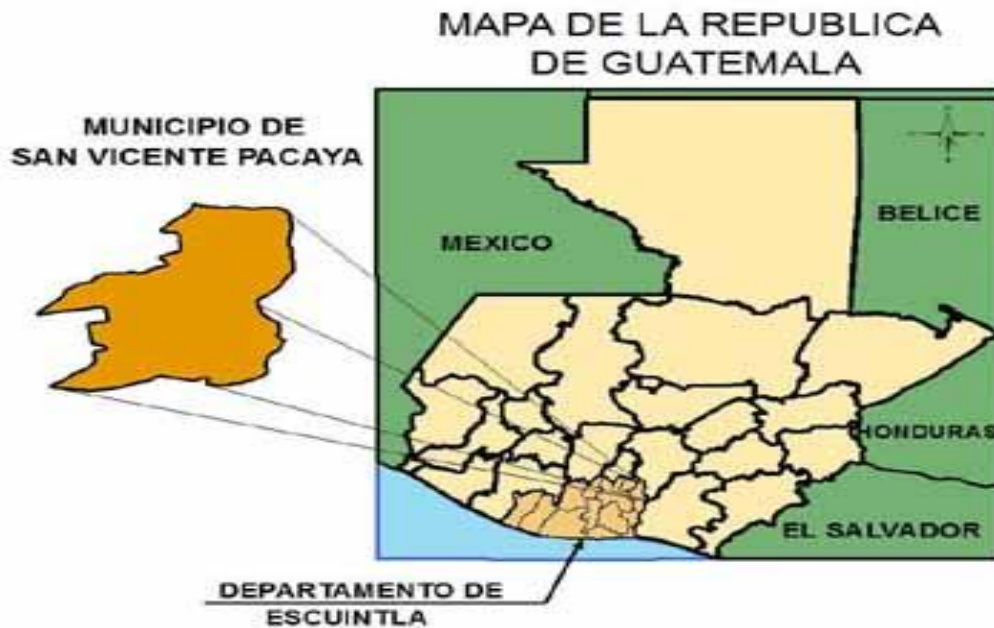 MAPA DE LA REPUBLICA
DE GUATEMALA
MUNICIPIO DE
SAN VICENTE PACAYA
BELICE
MEXICO
HONDURAS
EL SALVADOR
DEPARTAMENTO DE
ESCUINTLA